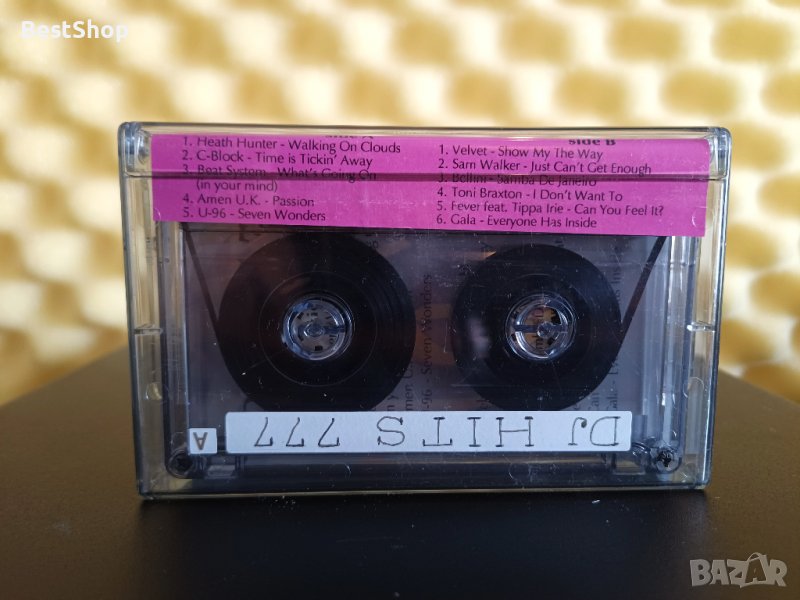 BestShop
side A
1. Heath Hunter - Walking On Clouds
2. C-Block - Time is Tickin' Away
3. Beat System - What's Going On
(in your mind)
4. Amen U.K. - Passion
5. U-96 - Seven Wonders
side B
1. Velvet - Show My The Way
2. Sam Walker - Just Can't Get Enough
3. Bellini - Samba De Janeiro
4. Toni Braxton - I Don't Want To
5. Fever feat. Tippa Irie - Can You Feel It?
6. Gala - Everyone Has Inside
- Seven Wonders
DJ HITS 777
A
BAZAR